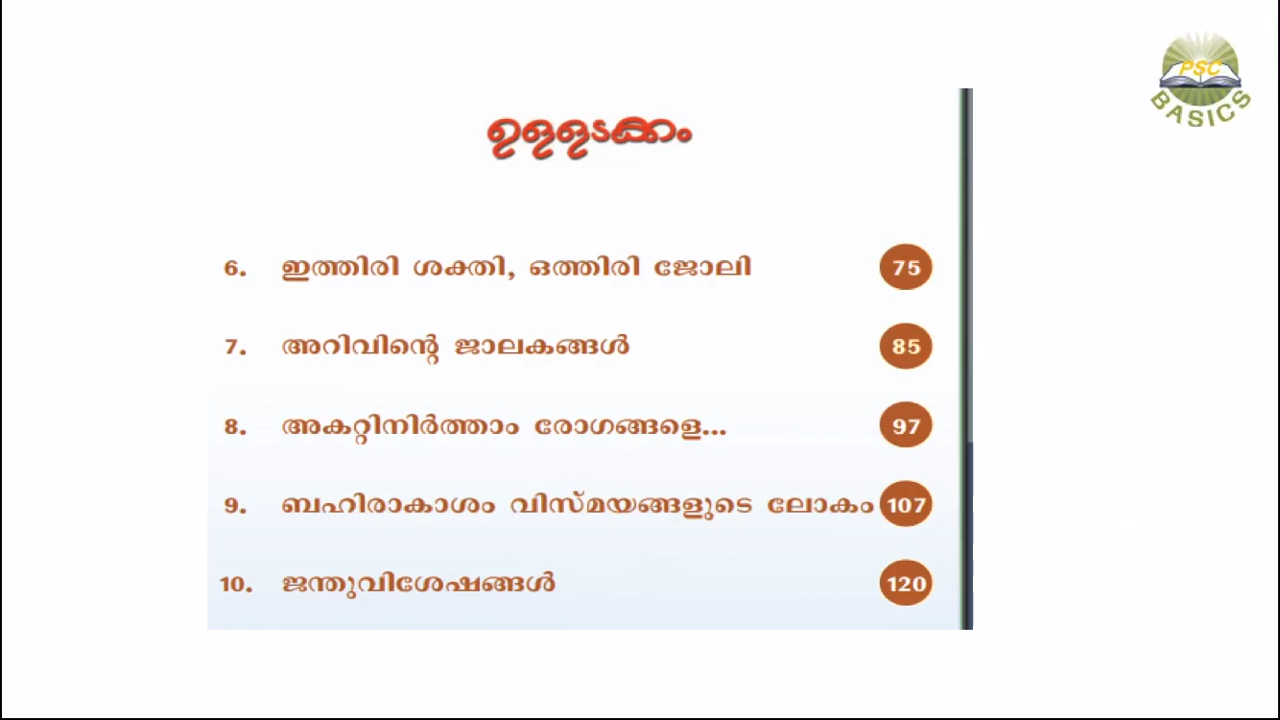 PSC
BASICS
ഉള്ളടക്കം
6. ഇത്തിരി ശക്തി, ഒത്തിരി ജോലി 75
7. അറിവിന്റെ ജാലകങ്ങൾ 85
8. അകറ്റിനിർത്താം രോഗങ്ങളെ... 97
9. ബഹിരാകാശം വിസ്മയങ്ങളുടെ ലോകം 107
10. ജന്തുവിശേഷങ്ങൾ 120